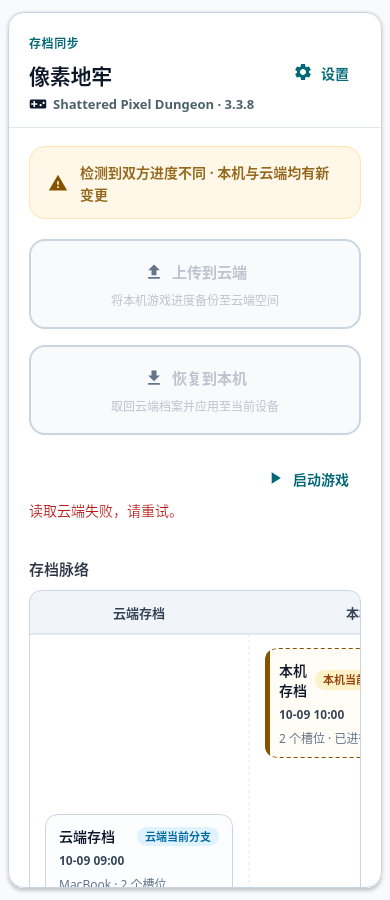 存档同步
像素地牢
设置
Shattered Pixel Dungeon · 3.3.8
检测到双方进度不同 · 本机与云端均有新
变更
上传到云端
将本机游戏进度备份至云端空间
恢复到本机
取回云端档案并应用至当前设备
启动游戏
读取云端失败，请重试。
存档脉络
云端存档
本
本机
存档
本机当前
10-09 10:00
2 个槽位 · 已进
云端存档
云端当前分支
10-09 09:00
MacBook · 2 个槽位